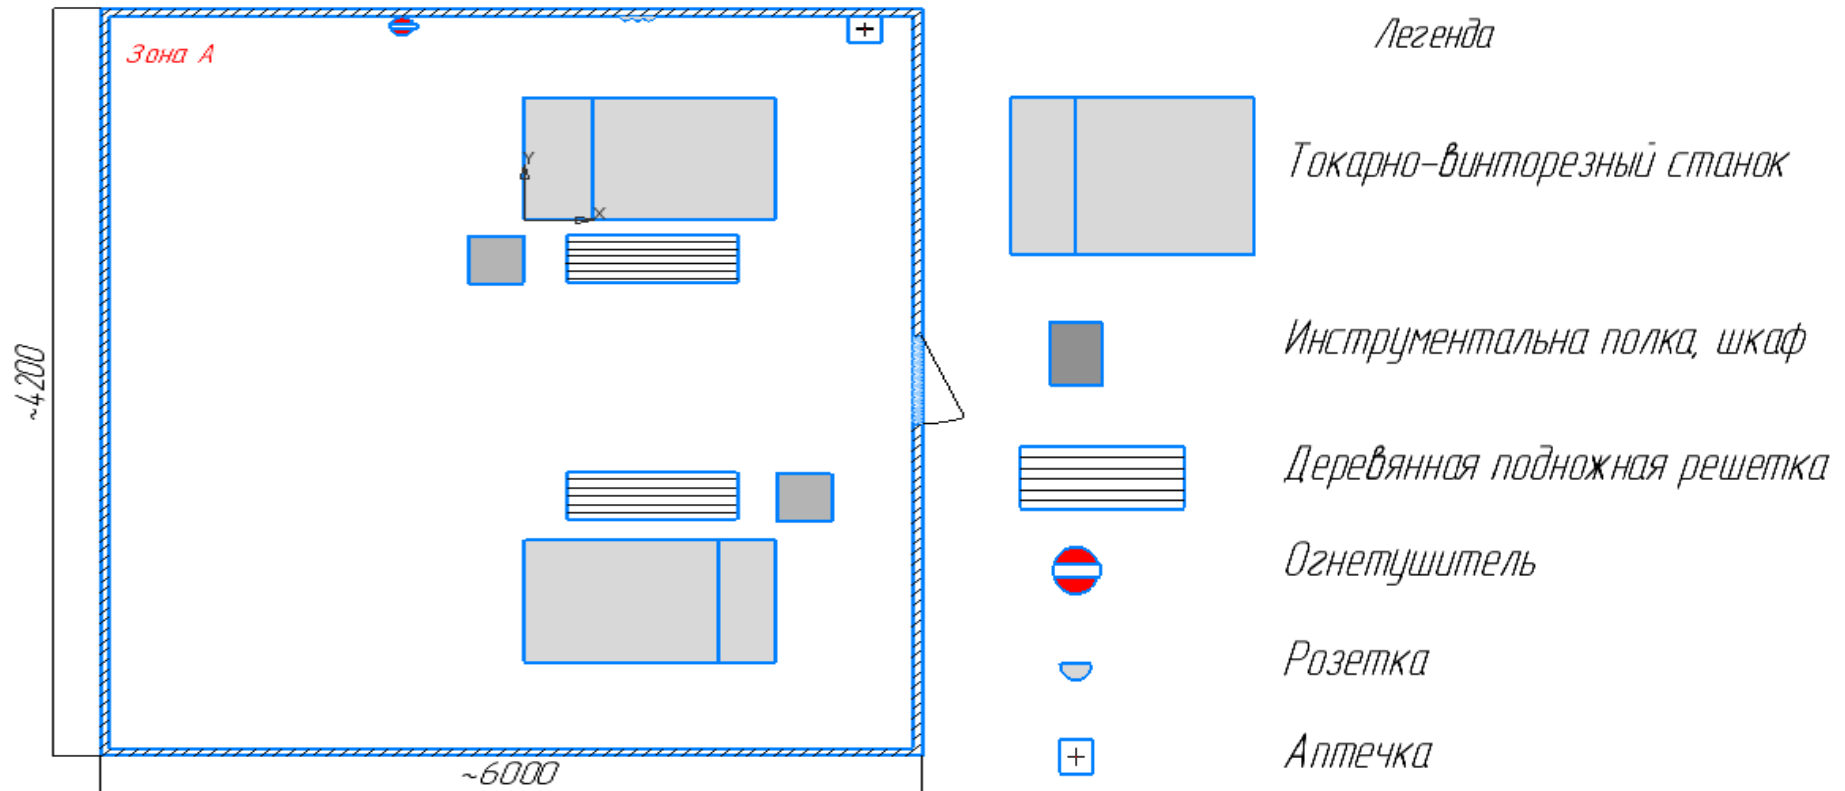 Легенда
Зона А
Токарно-винторезный станок
Y
X
Инструментальна полка, шкаф
~4200
Деревянная подножная решетка
Огнетушитель
Розетка
Аптечка
~6000